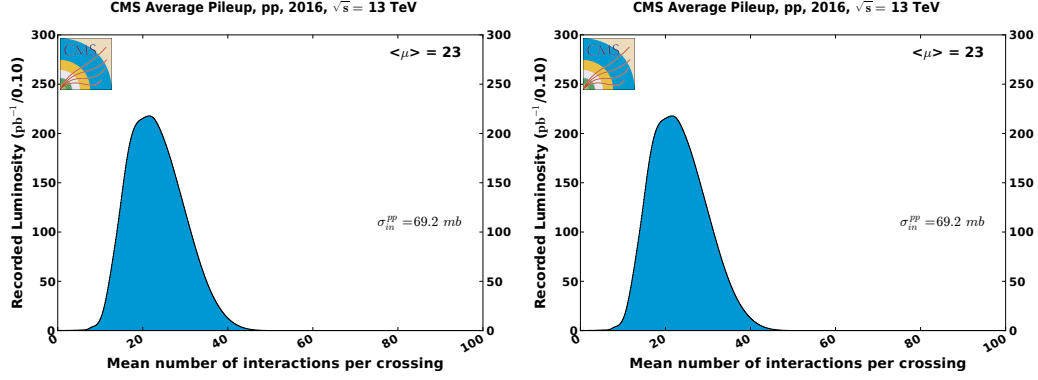 CMS Average Pileup, pp, 2016, √s = 13 TeV
300 300
250 250
200 200
150 150
100 100
50 50
0 0
0 20 40 60 80 100
Recorded Luminosity (pb⁻¹/0.10)
CMS
<μ> = 23
σ_in^pp=69.2 mb
Mean number of interactions per crossing
CMS Average Pileup, pp, 2016, √s = 13 TeV
300 300
250 250
200 200
150 150
100 100
50 50
0 0
0 20 40 60 80 100
Recorded Luminosity (pb⁻¹/0.10)
CMS
<μ> = 23
σ_in^pp=69.2 mb
Mean number of interactions per crossing